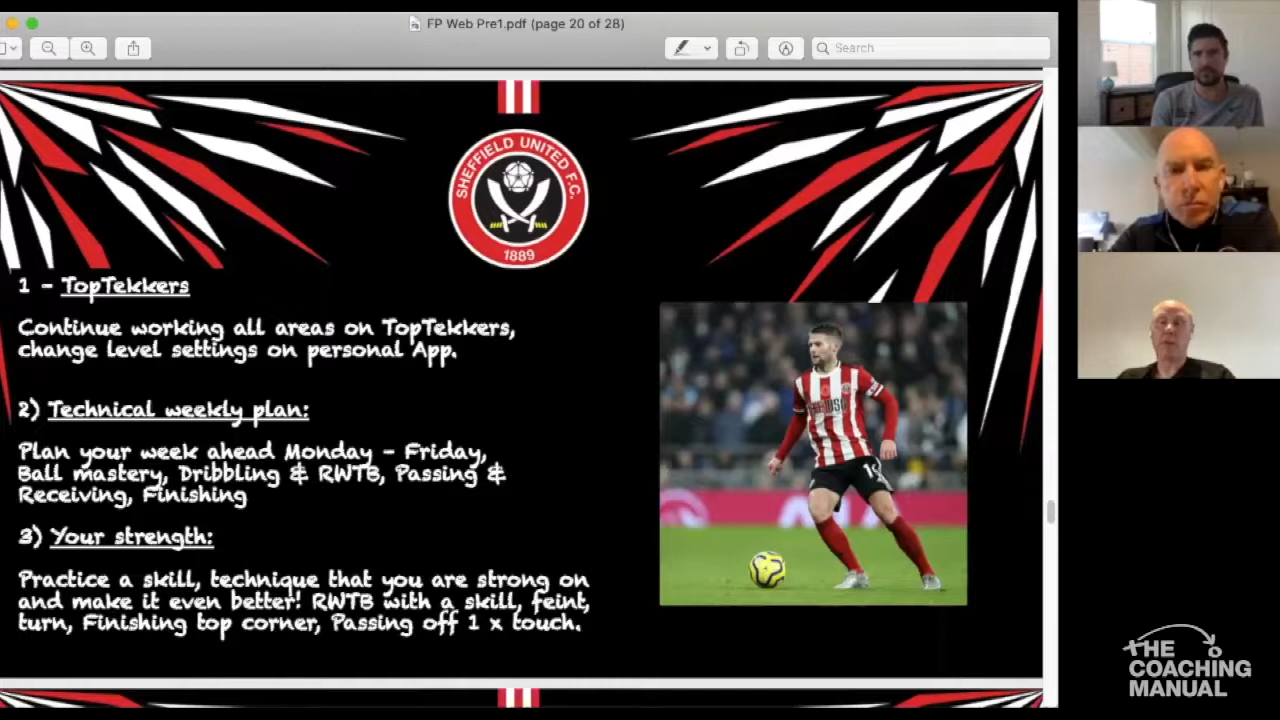 FP Web Pre1.pdf (page 20 of 28)
Search
SHEFFIELD UNITED F.C.
1889
1 - TopTekkers
Continue working all areas on TopTekkers,
change level settings on personal App.
2) Technical weekly plan:
Plan your week ahead Monday - Friday,
Ball mastery, Dribbling & RWTB, Passing &
Receiving, Finishing
3) Your strength:
Practice a skill, technique that you are strong on
and make it even better! RWTB with a skill, feint,
turn, Finishing top corner, Passing off 1 x touch.
THE
COACHING
MANUAL